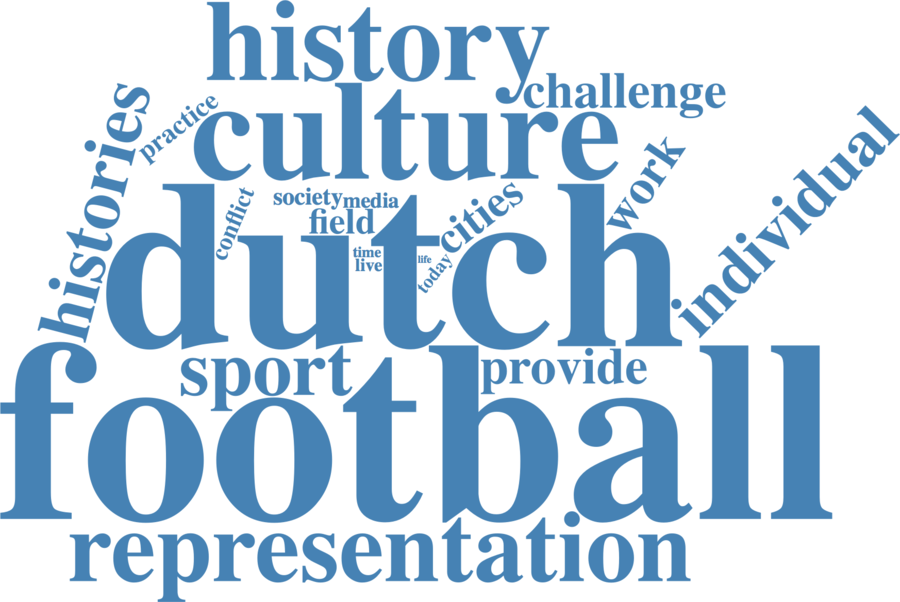 history
challenge
practice
culture
histories
work
individual
conflict
society
media
field
cities
dutch
time
live
life
today
sport
provide
football
representation